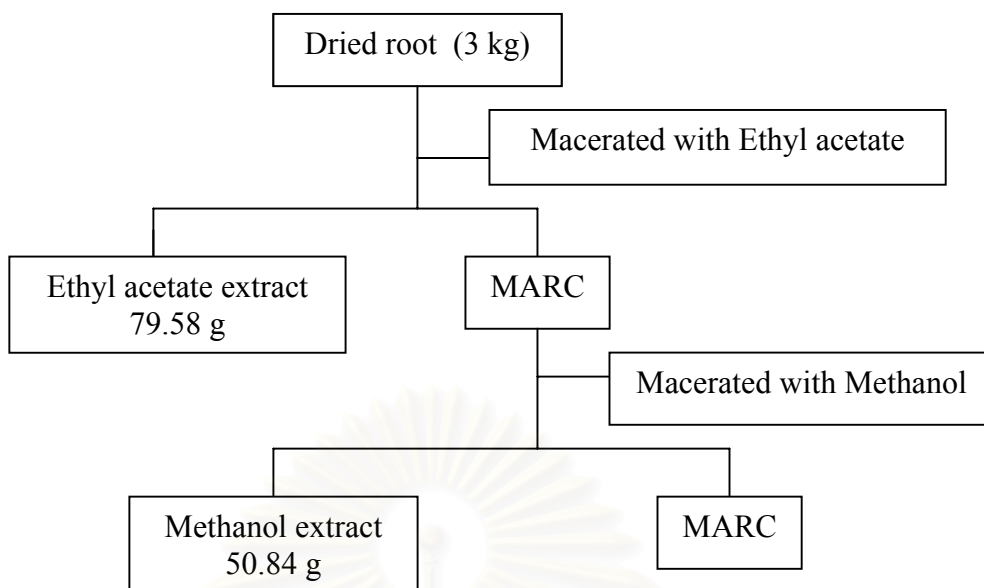 Dried root (3 kg)
Macerated with Ethyl acetate
Ethyl acetate extract
79.58 g
MARC
Macerated with Methanol
Methanol extract
50.84 g
MARC